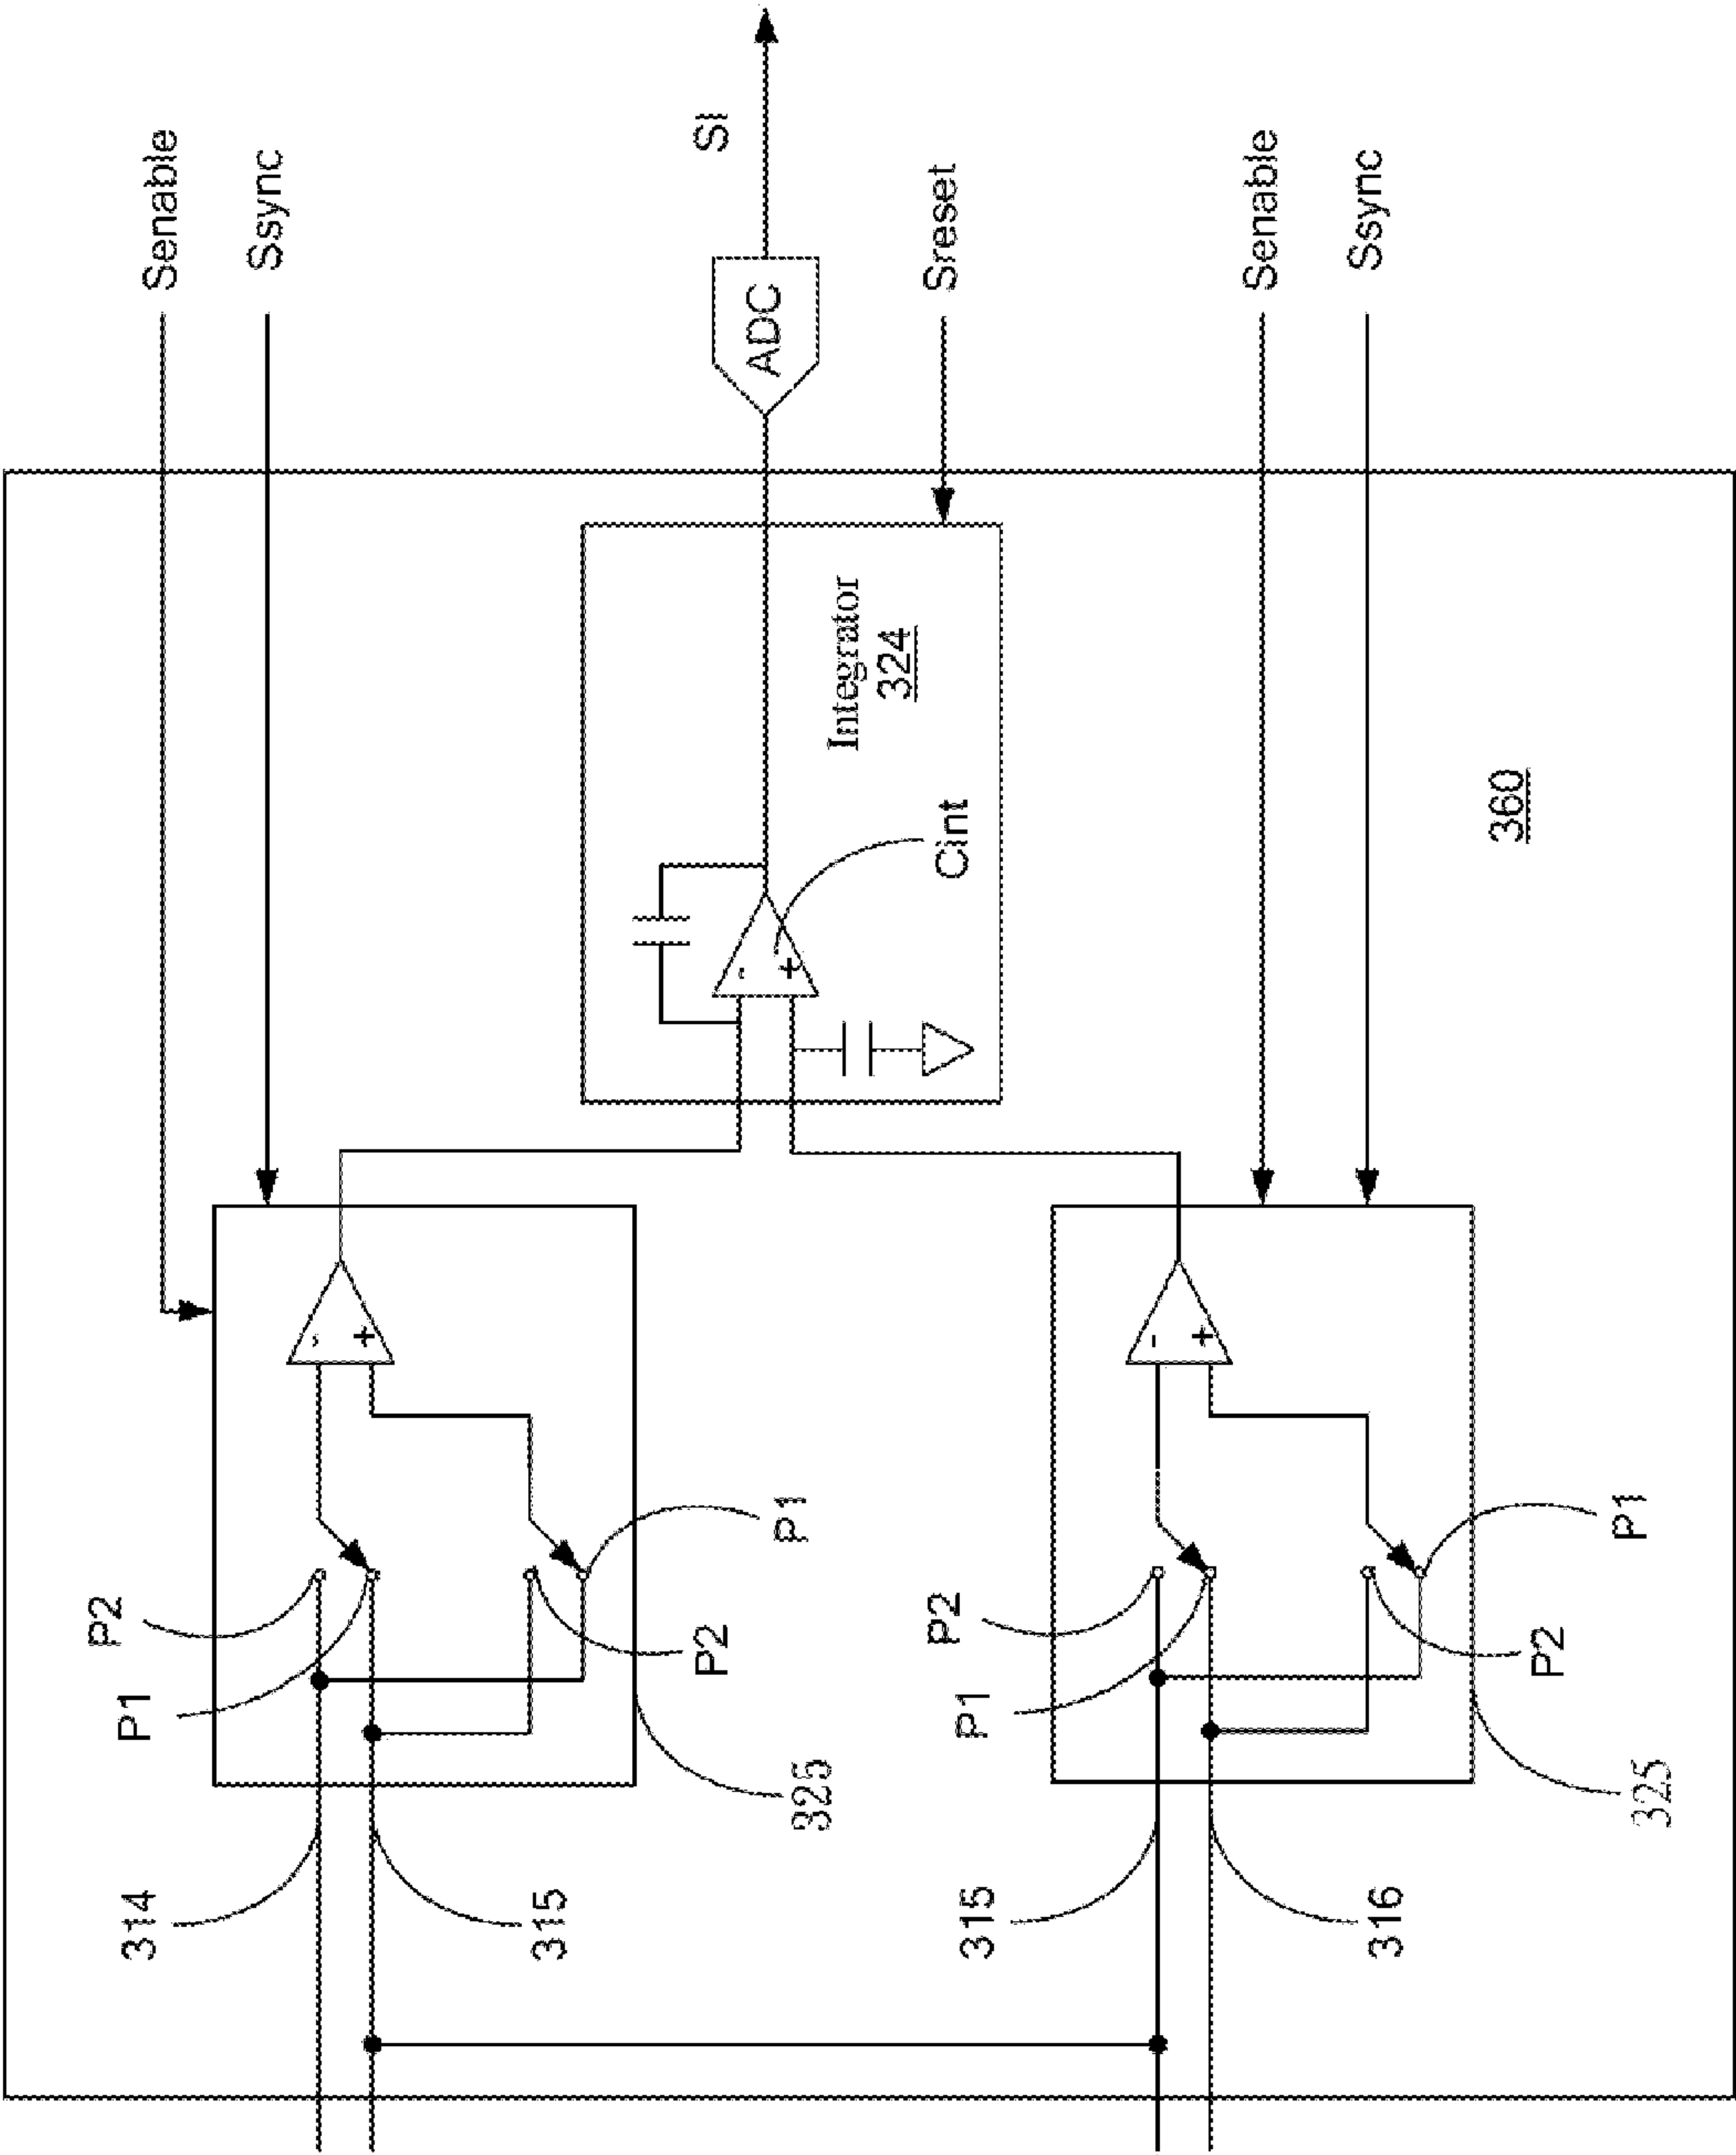 Senable
Ssync
SI
ADC
Sreset
Senable
Ssync
Integrator
324
Cint
360
-
+
-
+
-
+
P2
P1
P2
P1
314
315
325
P2
P1
P2
P1
315
316
325